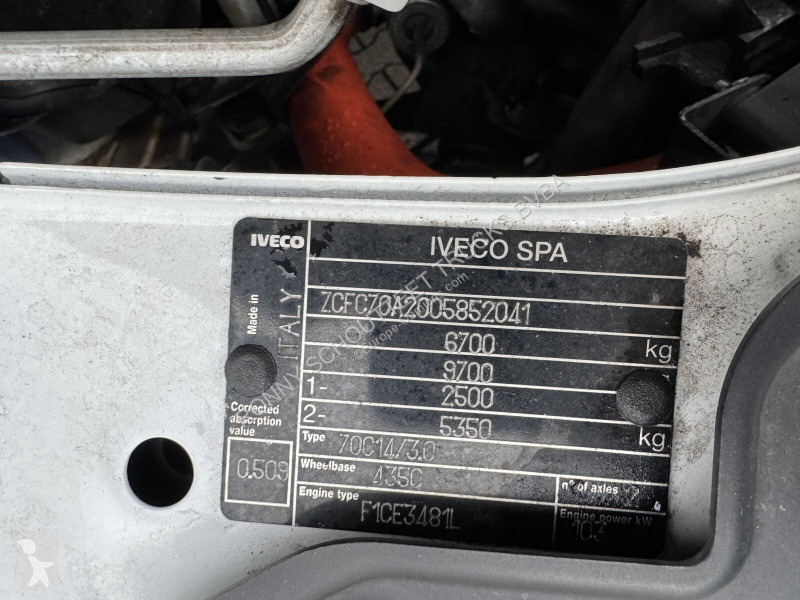 IVECO
IVECO SPA
Made in
ITALY
ZCFC70A2005852041
6700 kg
9700
1- 2500
2- 5350 kg
Corrected
absorption
value
0.509
Type 70C14/3.0
Wheelbase 4350
n° of axles
Engine type F1CE3481L
Engine power kW
103